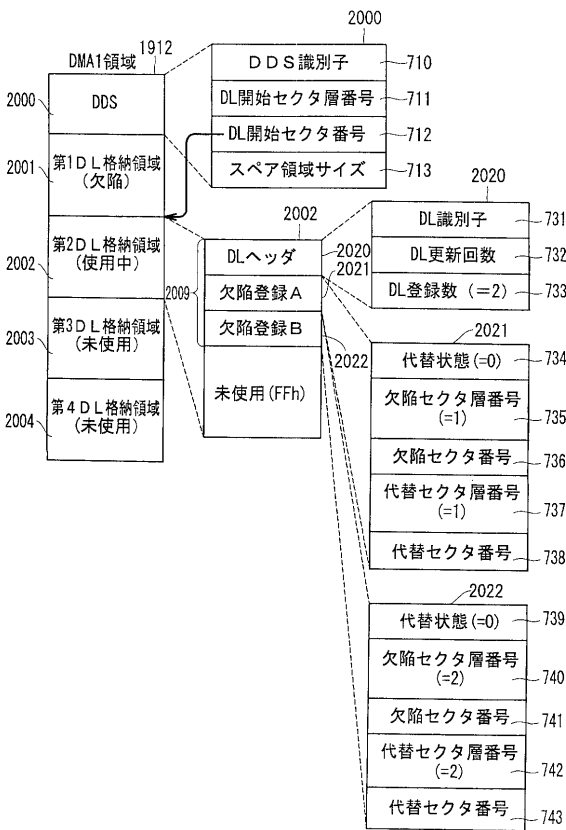 DMA1領域
1912
2000
DDS
2001
第1DL格納領域
(欠陥)
2002
第2DL格納領域
(使用中)
2003
第3DL格納領域
(未使用)
2004
第4DL格納領域
(未使用)
2000
DDS識別子
710
DL開始セクタ層番号
711
DL開始セクタ番号
712
スペア領域サイズ
713
2002
2009
DLヘッダ
2020
欠陥登録A
2021
欠陥登録B
2022
未使用(FFh)
2020
DL識別子
731
DL更新回数
732
DL登録数(=2)
733
2021
代替状態(=0)
734
欠陥セクタ層番号
(=1)
735
欠陥セクタ番号
736
代替セクタ層番号
(=1)
737
代替セクタ番号
738
2022
代替状態(=0)
739
欠陥セクタ層番号
(=2)
740
欠陥セクタ番号
741
代替セクタ層番号
(=2)
742
代替セクタ番号
743